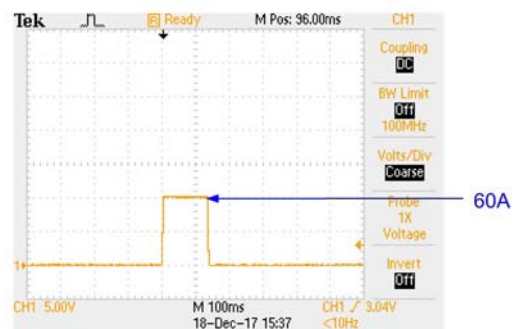 Tek R Ready M Pos: 96.00ms CH1
Coupling
DC
BW Limit
Off
100MHz
Volts/Div
Coarse
60A
Probe
1X
Voltage
Invert
Off
1
CH1 5.00V M 100ms CH1 / 3.04V
18-Dec-17 15:37 <10Hz